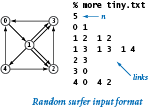 % more tiny.txt
5 n
0 1
1 2 1 2
1 3 1 3 1 4
2 3
3 0
4 0 4 2
links
0
3
1
4
2
Random surfer input format